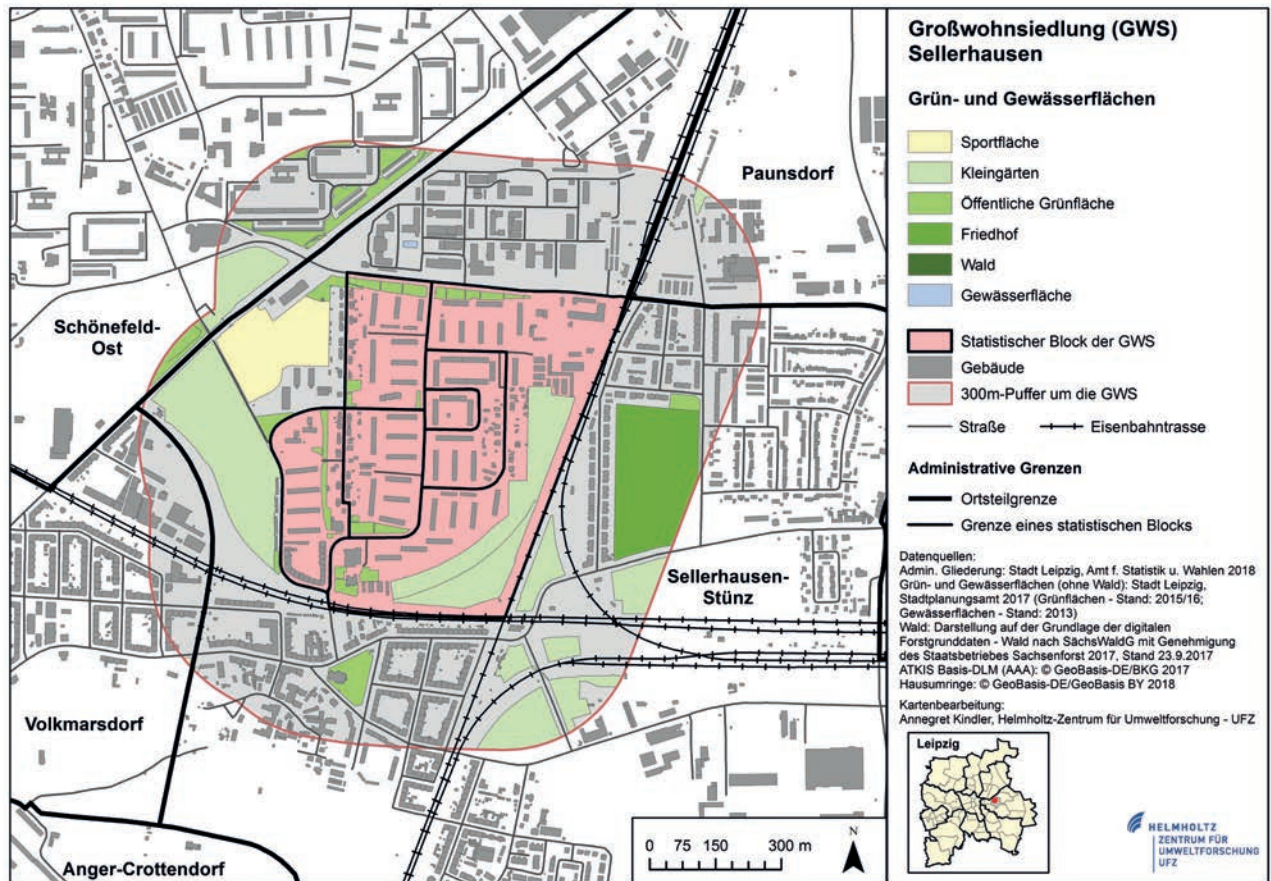 Großwohnsiedlung (GWS)
Sellerhausen
Grün- und Gewässerflächen
Sportfläche
Kleingärten
Öffentliche Grünfläche
Friedhof
Wald
Gewässerfläche
Statistischer Block der GWS
Gebäude
300m-Puffer um die GWS
Straße
Eisenbahntrasse
Administrative Grenzen
Ortsteilgrenze
Grenze eines statistischen Blocks
Datenquellen:
Admin. Gliederung: Stadt Leipzig, Amt f. Statistik u. Wahlen 2018
Grün- und Gewässerflächen (ohne Wald): Stadt Leipzig,
Stadtplanungsamt 2017 (Grünflächen - Stand: 2015/16;
Gewässerflächen - Stand: 2013)
Wald: Darstellung auf der Grundlage der digitalen
Forstgrunddaten - Wald nach SächsWaldG mit Genehmigung
des Staatsbetriebes Sachsenforst 2017, Stand 23.9.2017
ATKIS Basis-DLM (AAA): © GeoBasis-DE/BKG 2017
Hausumringe: © GeoBasis-DE/GeoBasis BY 2018
Kartenbearbeitung:
Annegret Kindler, Helmholtz-Zentrum für Umweltforschung - UFZ
Leipzig
HELMHOLTZ
ZENTRUM FÜR
UMWELTFORSCHUNG
UFZ
Paunsdorf
Schönefeld-
Ost
Sellerhausen-
Stünz
Volkmarsdorf
Anger-Crottendorf
0 75 150 300 m
N